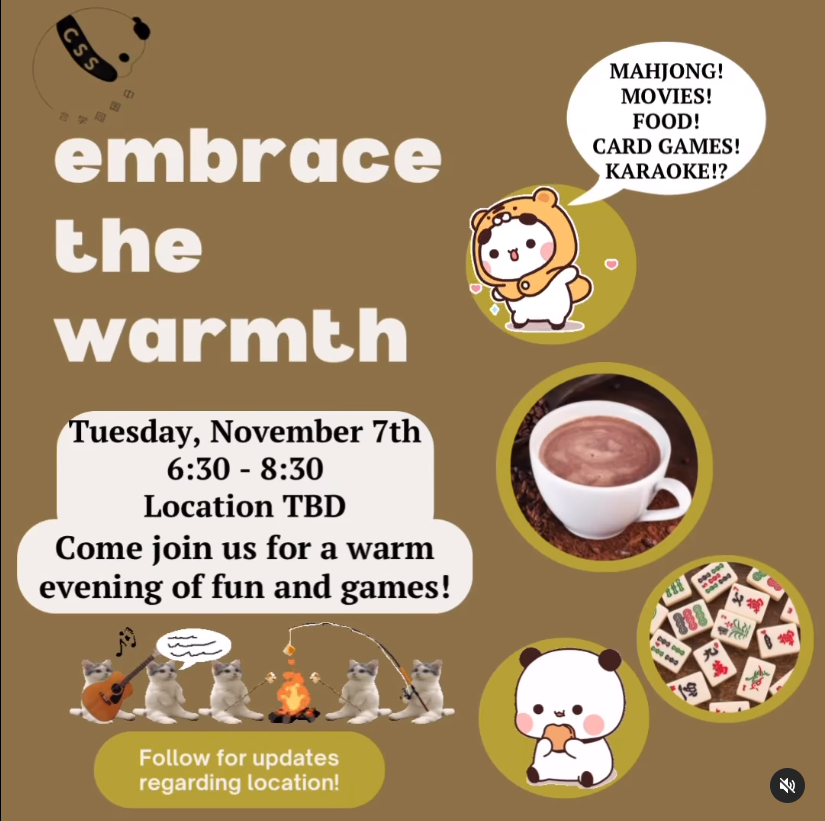 CSS
embrace
the
warmth
MAHJONG!
MOVIES!
FOOD!
CARD GAMES!
KARAOKE!?
Tuesday, November 7th
6:30 - 8:30
Location TBD
Come join us for a warm
evening of fun and games!
Follow for updates
regarding location!